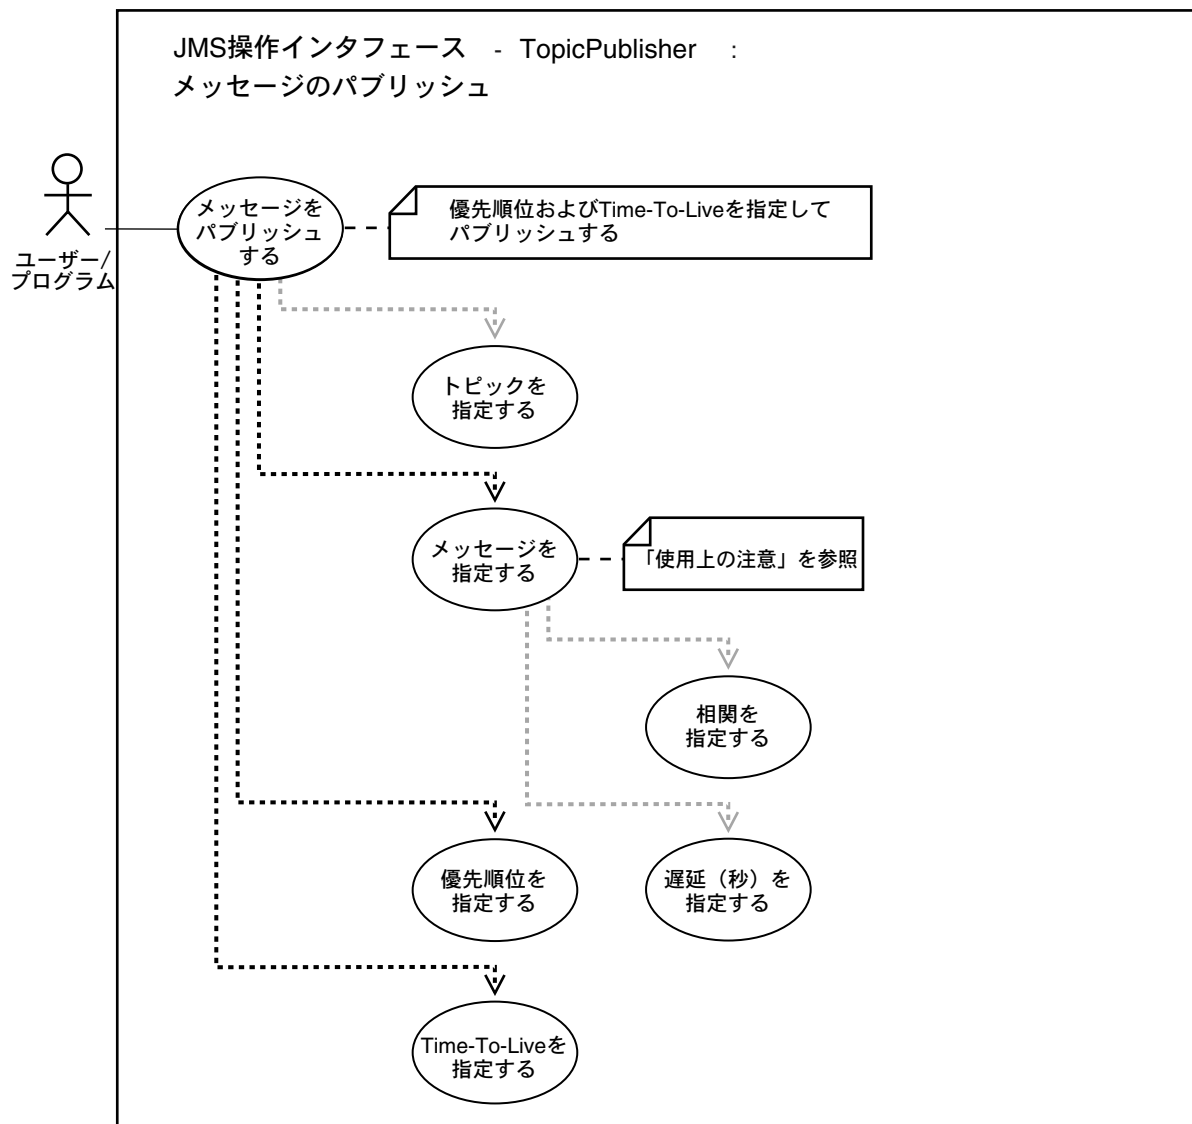 JMS操作インタフェース - TopicPublisher :
メッセージのパブリッシュ
メッセージを
パブリッシュ
する
優先順位およびTime-To-Liveを指定して
パブリッシュする
ユーザー/
プログラム
トピックを
指定する
メッセージを
指定する
「使用上の注意」を参照
相関を
指定する
優先順位を
指定する
遅延（秒）を
指定する
Time-To-Liveを
指定する